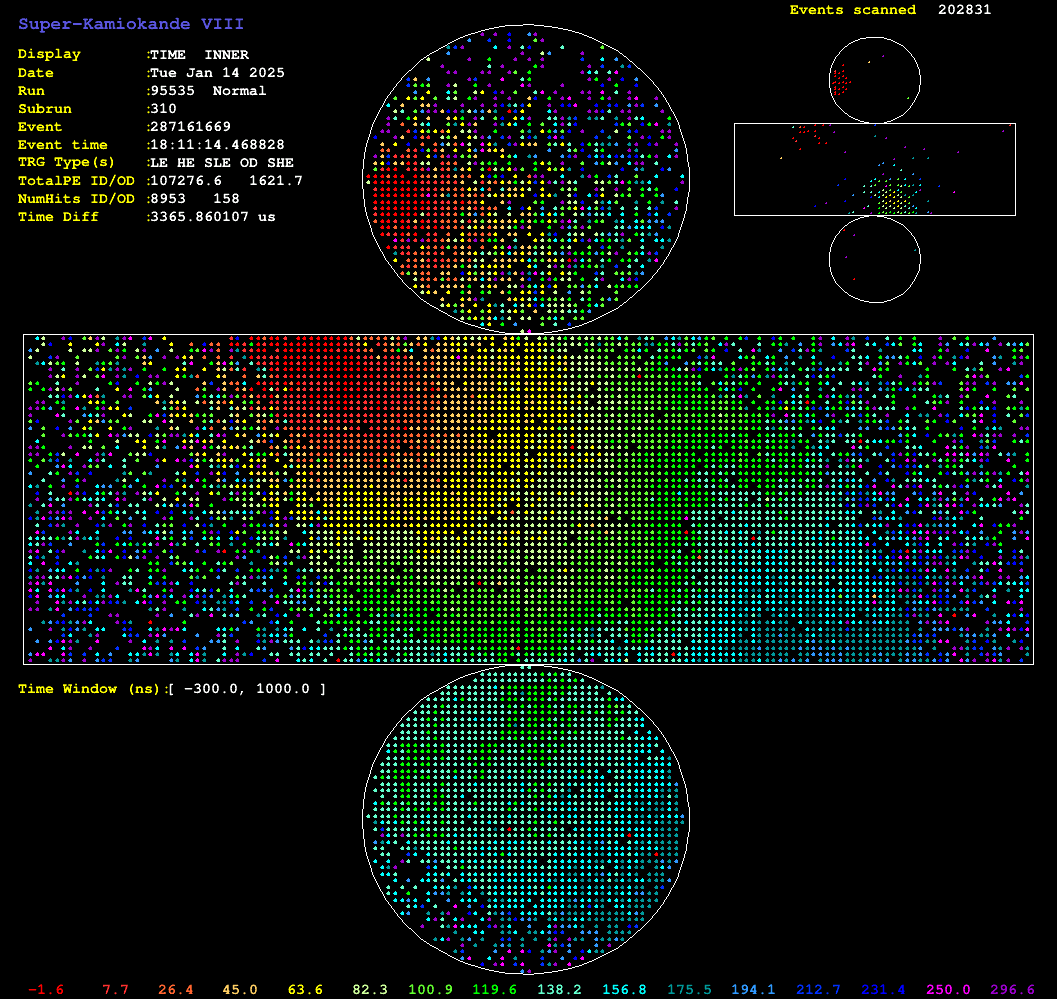 Events scanned 202831
Super-Kamiokande VIII
Display :TIME INNER
Date :Tue Jan 14 2025
Run :95535 Normal
Subrun :310
Event :287161669
Event time :18:11:14.468828
TRG Type(s) :LE HE SLE OD SHE
TotalPE ID/OD :107276.6 1621.7
NumHits ID/OD :8953 158
Time Diff :3365.860107 us
Time Window (ns):[ -300.0, 1000.0 ]
-1.6 7.7 26.4 45.0 63.6 82.3 100.9 119.6 138.2 156.8 175.5 194.1 212.7 231.4 250.0 296.6